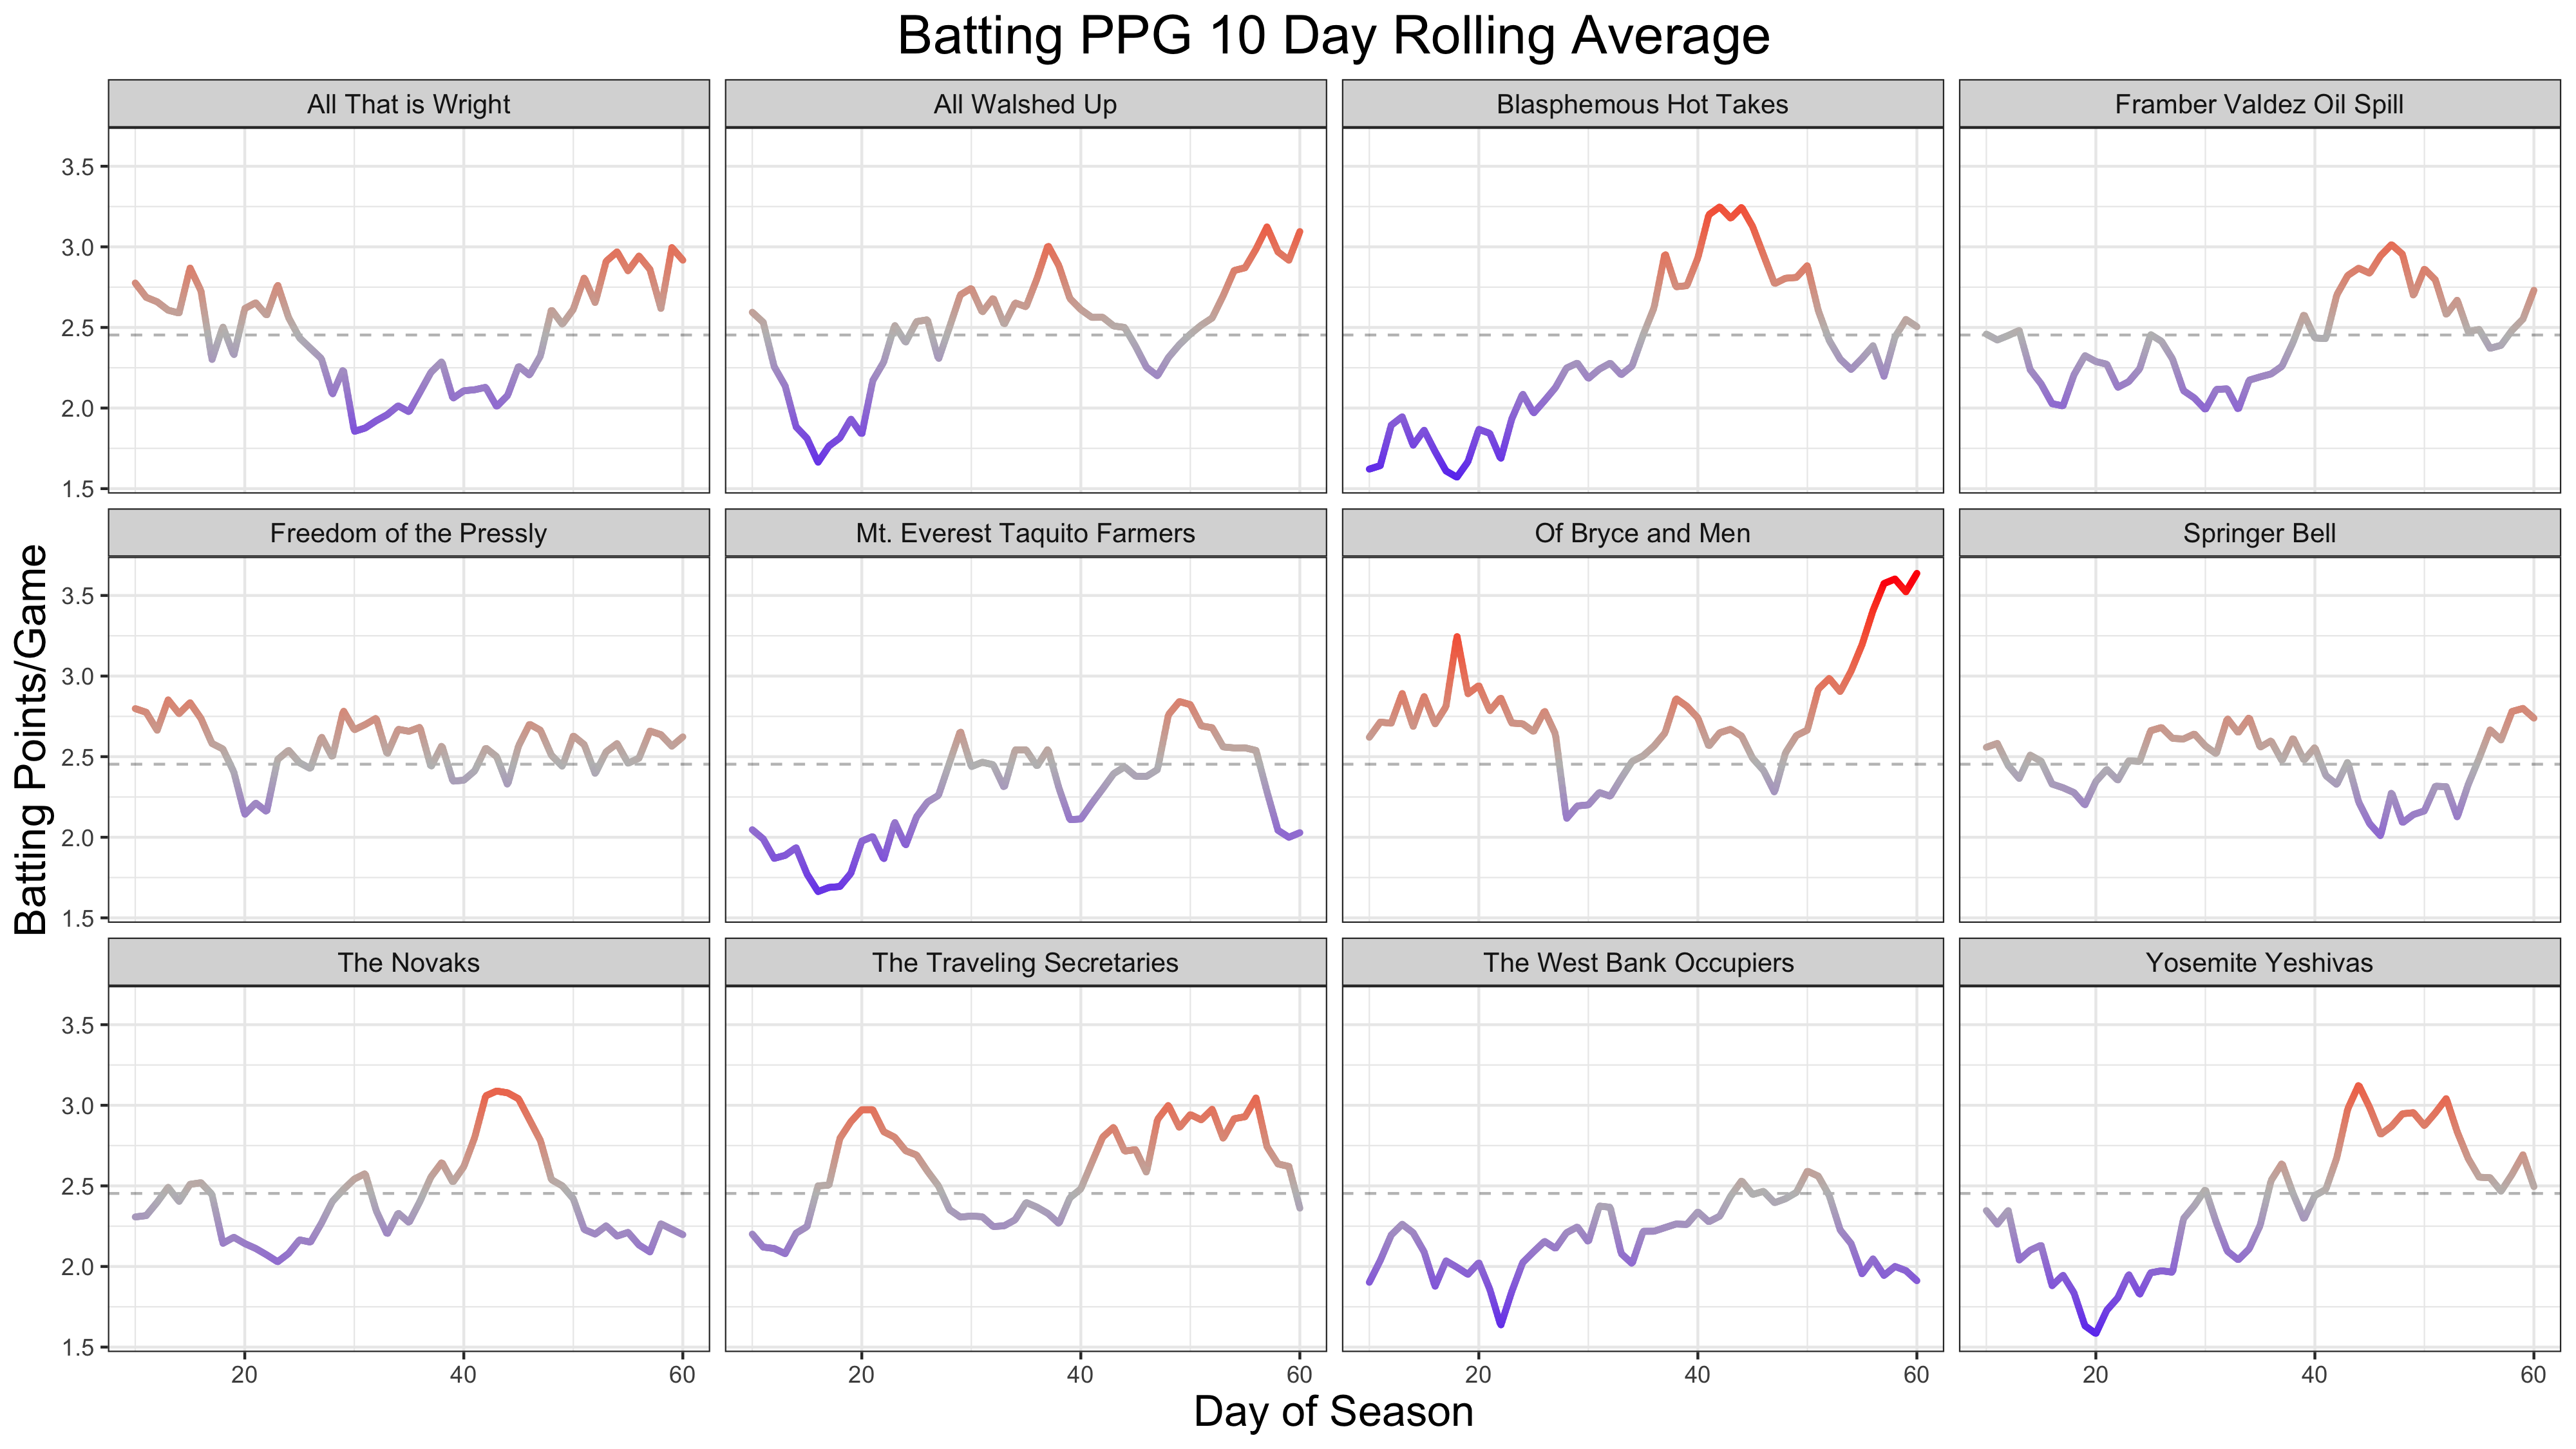 Batting PPG 10 Day Rolling Average
All That is Wright
All Walshed Up
Blasphemous Hot Takes
Framber Valdez Oil Spill
3.5
3.0
2.5
2.0
1.5
Freedom of the Pressly
Mt. Everest Taquito Farmers
Of Bryce and Men
Springer Bell
3.5
3.0
2.5
2.0
1.5
Batting Points/Game
The Novaks
The Traveling Secretaries
The West Bank Occupiers
Yosemite Yeshivas
3.5
3.0
2.5
2.0
1.5
20 40 60 20 40 60 20 40 60 20 40 60
Day of Season